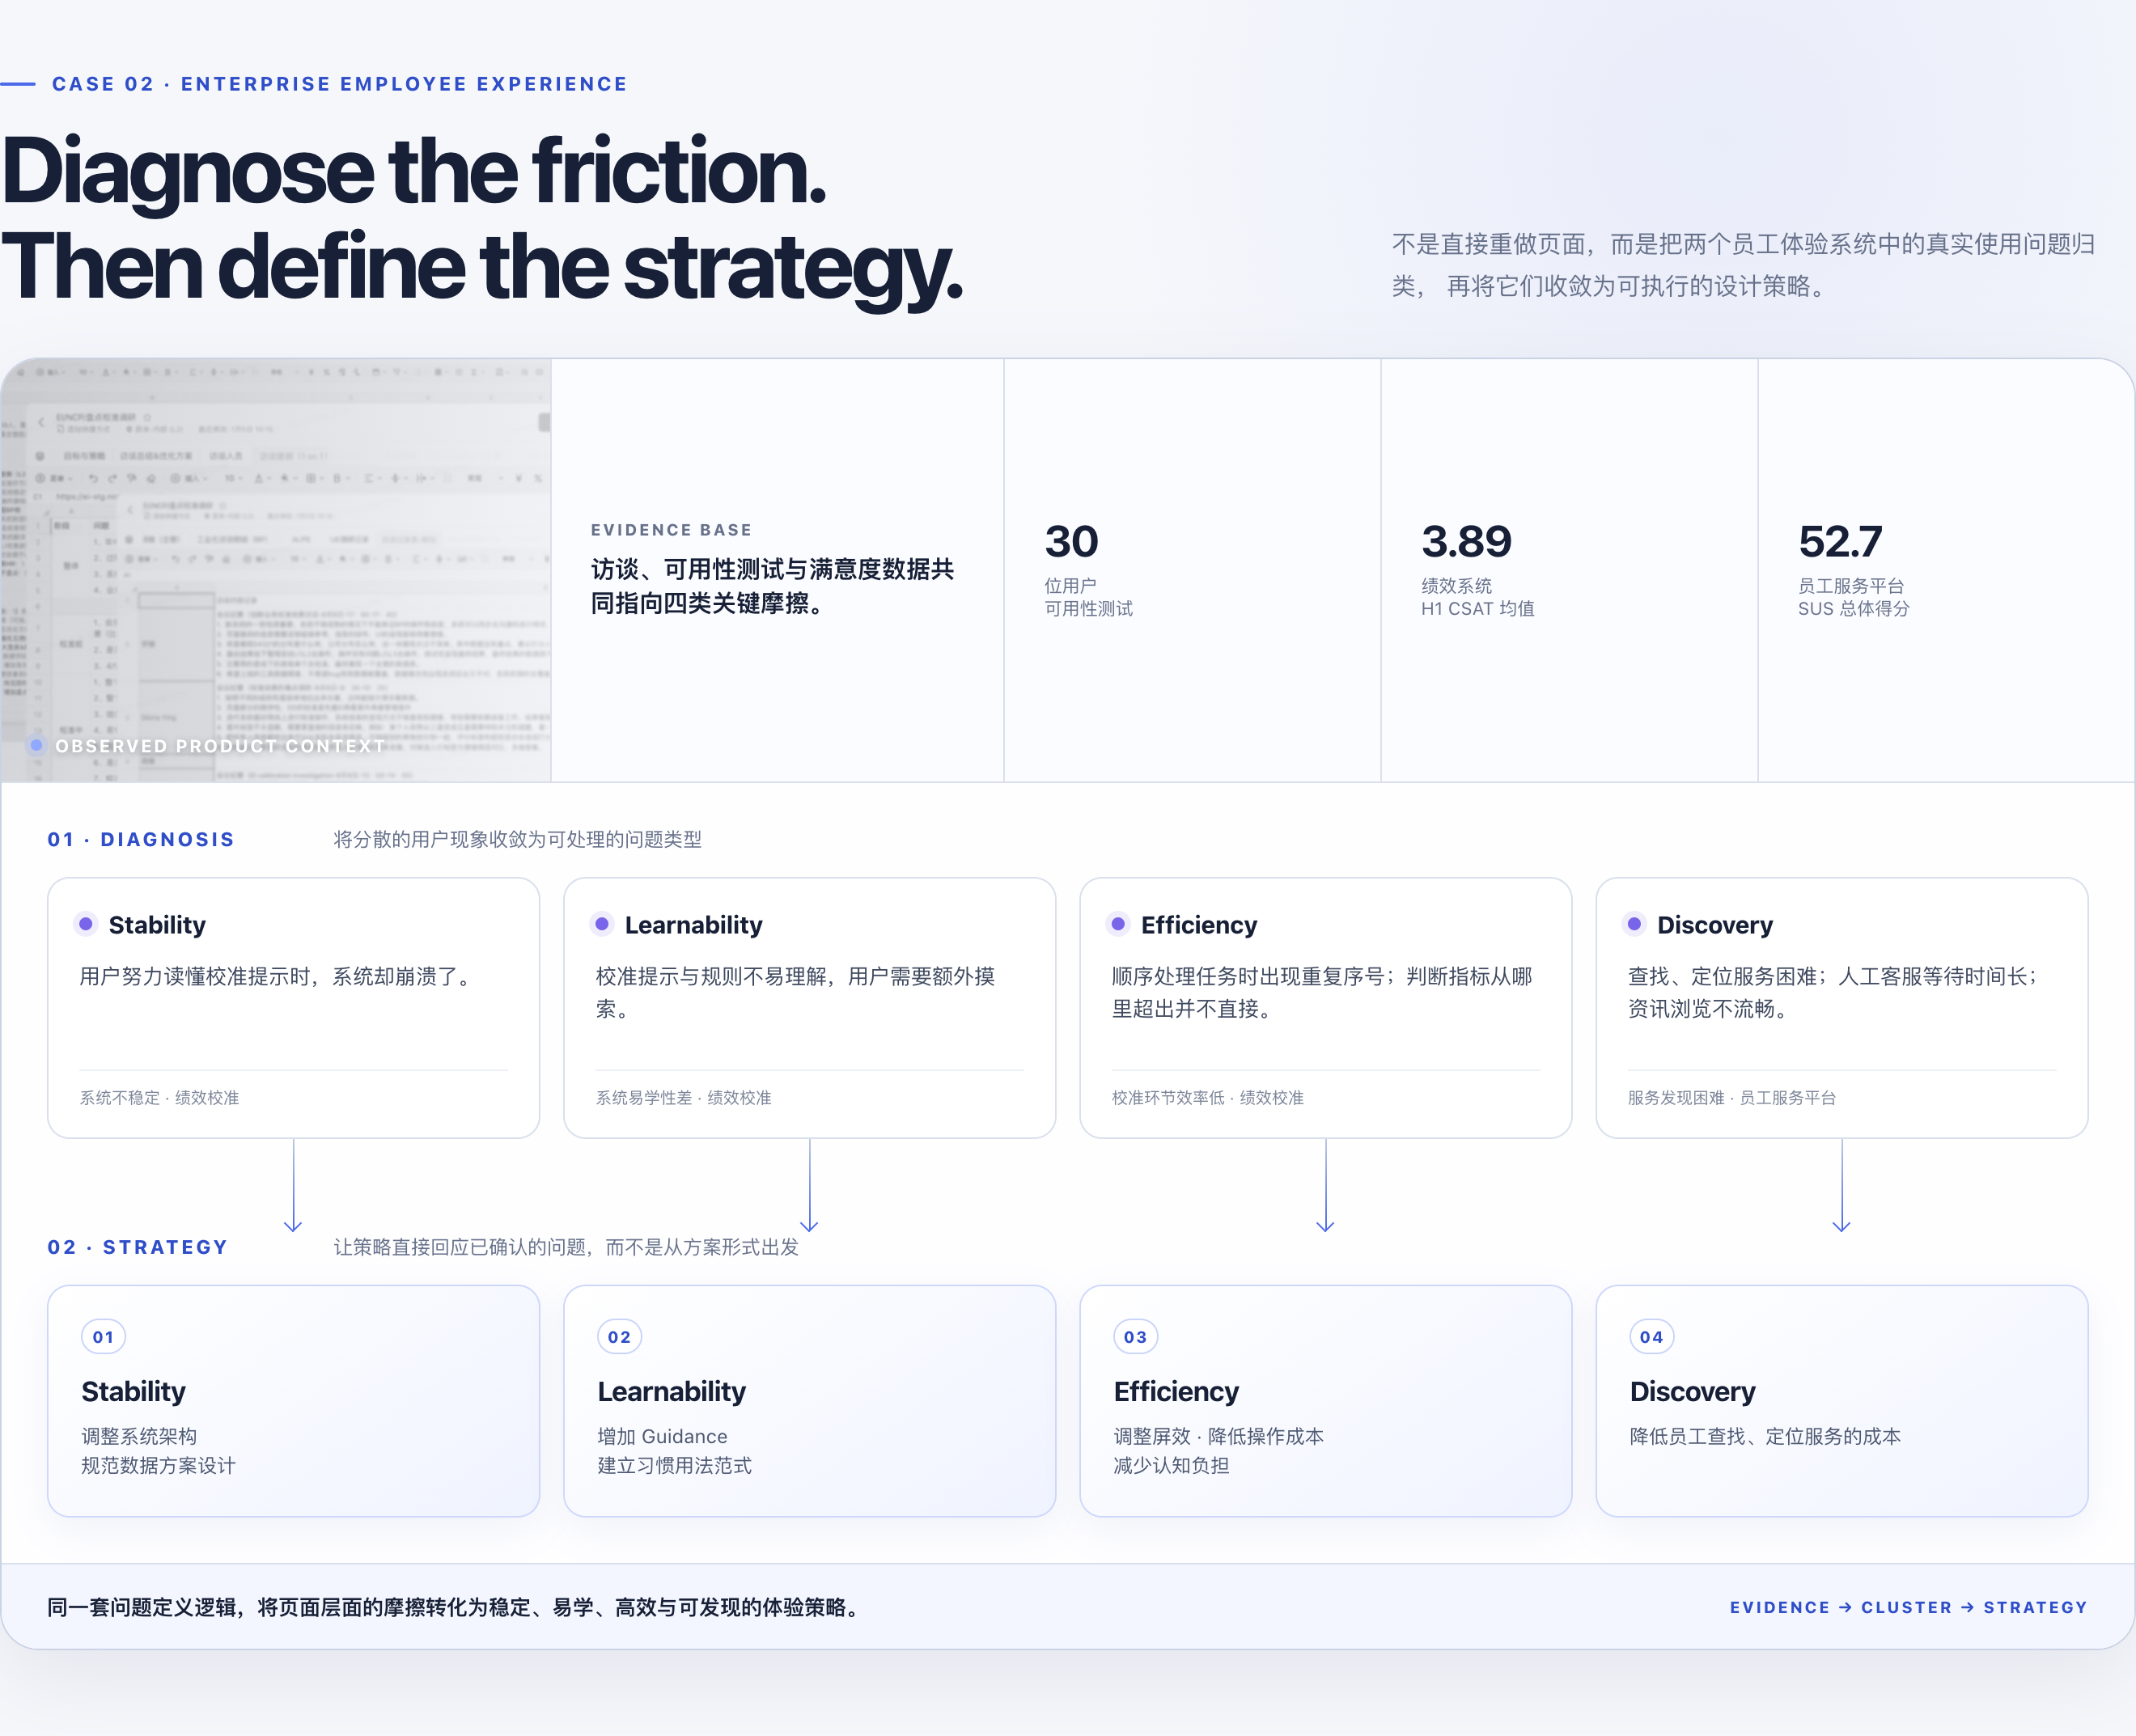 CASE 02 · ENTERPRISE EMPLOYEE EXPERIENCE
Diagnose the friction.
Then define the strategy.
不是直接重做页面，而是把两个员工体验系统中的真实使用问题归
类， 再将它们收敛为可执行的设计策略。
OBSERVED PRODUCT CONTEXT
EVIDENCE BASE
访谈、可用性测试与满意度数据共
同指向四类关键摩擦。
30
位用户
可用性测试
3.89
绩效系统
H1 CSAT 均值
52.7
员工服务平台
SUS 总体得分
01 · DIAGNOSIS
将分散的用户现象收敛为可处理的问题类型
Stability
用户努力读懂校准提示时，系统却崩溃了。
系统不稳定 · 绩效校准
Learnability
校准提示与规则不易理解，用户需要额外摸
索。
系统易学性差 · 绩效校准
Efficiency
顺序处理任务时出现重复序号；判断指标从哪
里超出并不直接。
校准环节效率低 · 绩效校准
Discovery
查找、定位服务困难；人工客服等待时间长；
资讯浏览不流畅。
服务发现困难 · 员工服务平台
02 · STRATEGY
让策略直接回应已确认的问题，而不是从方案形式出发
01
Stability
调整系统架构
规范数据方案设计
02
Learnability
增加 Guidance
建立习惯用法范式
03
Efficiency
调整屏效 · 降低操作成本
减少认知负担
04
Discovery
降低员工查找、定位服务的成本
同一套问题定义逻辑，将页面层面的摩擦转化为稳定、易学、高效与可发现的体验策略。
EVIDENCE → CLUSTER → STRATEGY